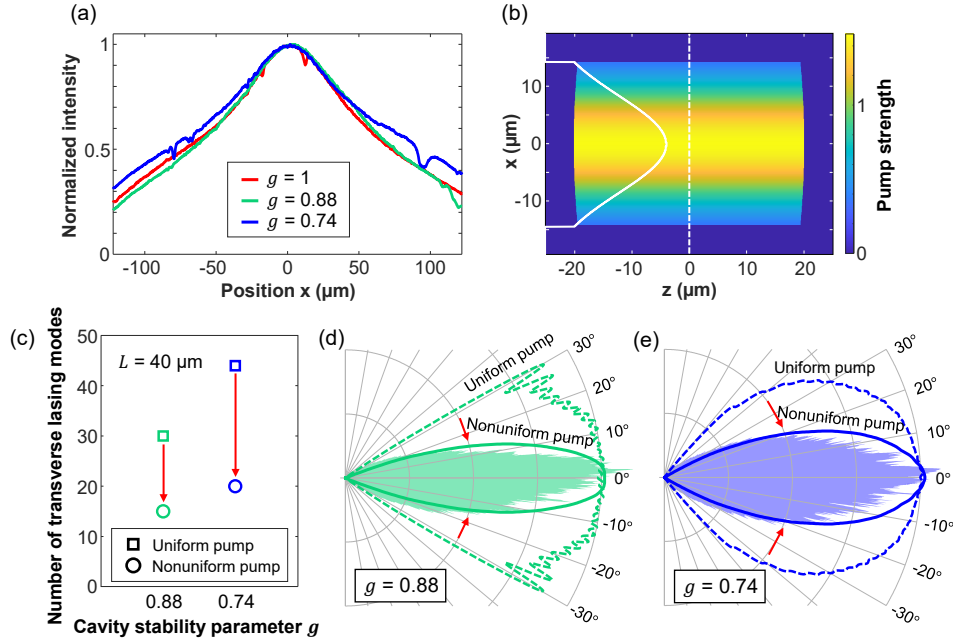 (a)
Normalized intensity
1
0.5
0
g = 1
g = 0.88
g = 0.74
-100
-50
0
50
100
Position x (µm)
(b)
x (µm)
10
0
-10
-20
-10
0
10
20
z (µm)
1
0
Pump strength
(c)
Number of transverse lasing modes
50
40
30
20
10
0
L = 40 µm
Uniform pump
Nonuniform pump
0.88
0.74
Cavity stability parameter g
(d)
Uniform pump
Nonuniform pump
30°
20°
10°
0°
-10°
-20°
-30°
g = 0.88
(e)
Uniform pump
Nonuniform pump
30°
20°
10°
0°
-10°
-20°
-30°
g = 0.74